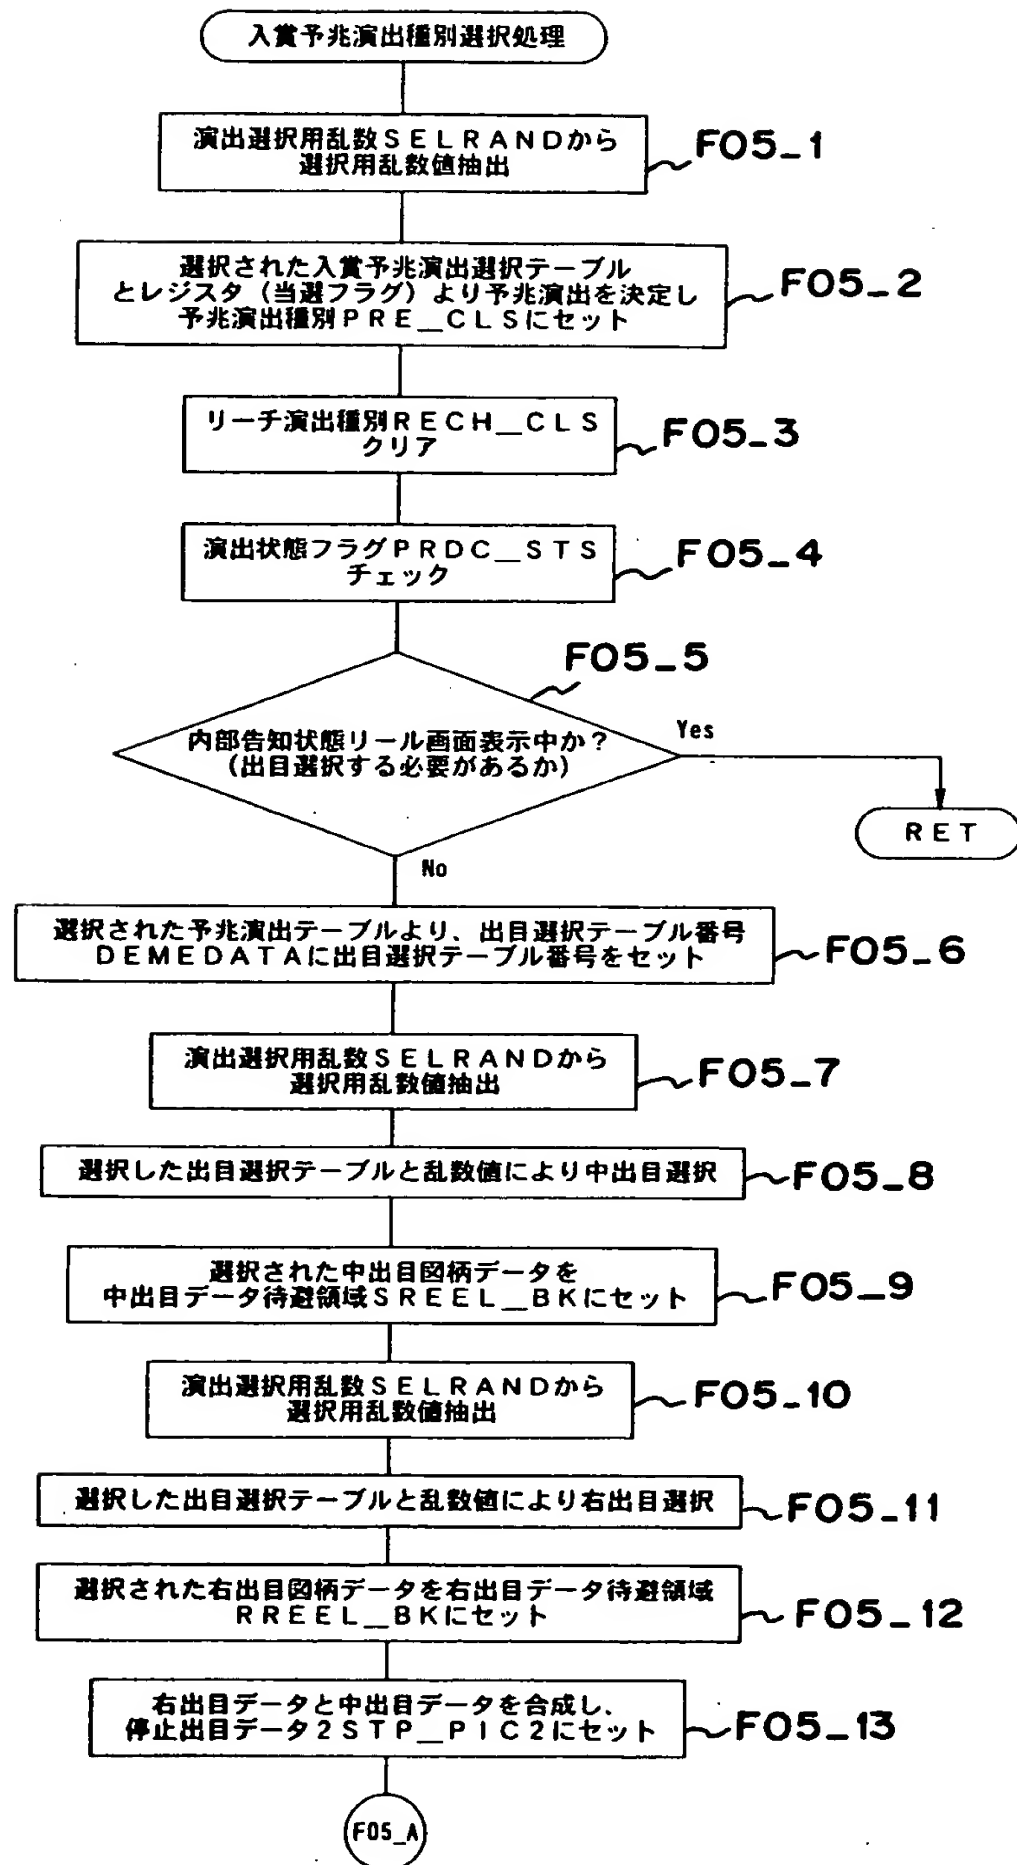 入賞予兆演出種別選択処理
演出選択用乱数SELRANDから
選択用乱数値抽出
F05_1
選択された入賞予兆演出選択テーブル
とレジスタ（当選フラグ）より予兆演出を決定し
予兆演出種別PRE__CLSにセット
F05_2
リーチ演出種別RECH__CLS
クリア
F05_3
演出状態フラグPRDC__STS
チェック
F05_4
F05_5
内部告知状態リール画面表示中か？
（出目選択する必要があるか）
Yes
RET
No
選択された予兆演出テーブルより、出目選択テーブル番号
DEMEDATAに出目選択テーブル番号をセット
F05_6
演出選択用乱数SELRANDから
選択用乱数値抽出
F05_7
選択した出目選択テーブルと乱数値により中出目選択
F05_8
選択された中出目図柄データを
中出目データ待避領域SREEL__BKにセット
F05_9
演出選択用乱数SELRANDから
選択用乱数値抽出
F05_10
選択した出目選択テーブルと乱数値により右出目選択
F05_11
選択された右出目図柄データを右出目データ待避領域
RREEL__BKにセット
F05_12
右出目データと中出目データを合成し、
停止出目データ2STP__PIC2にセット
F05_13
F05_A